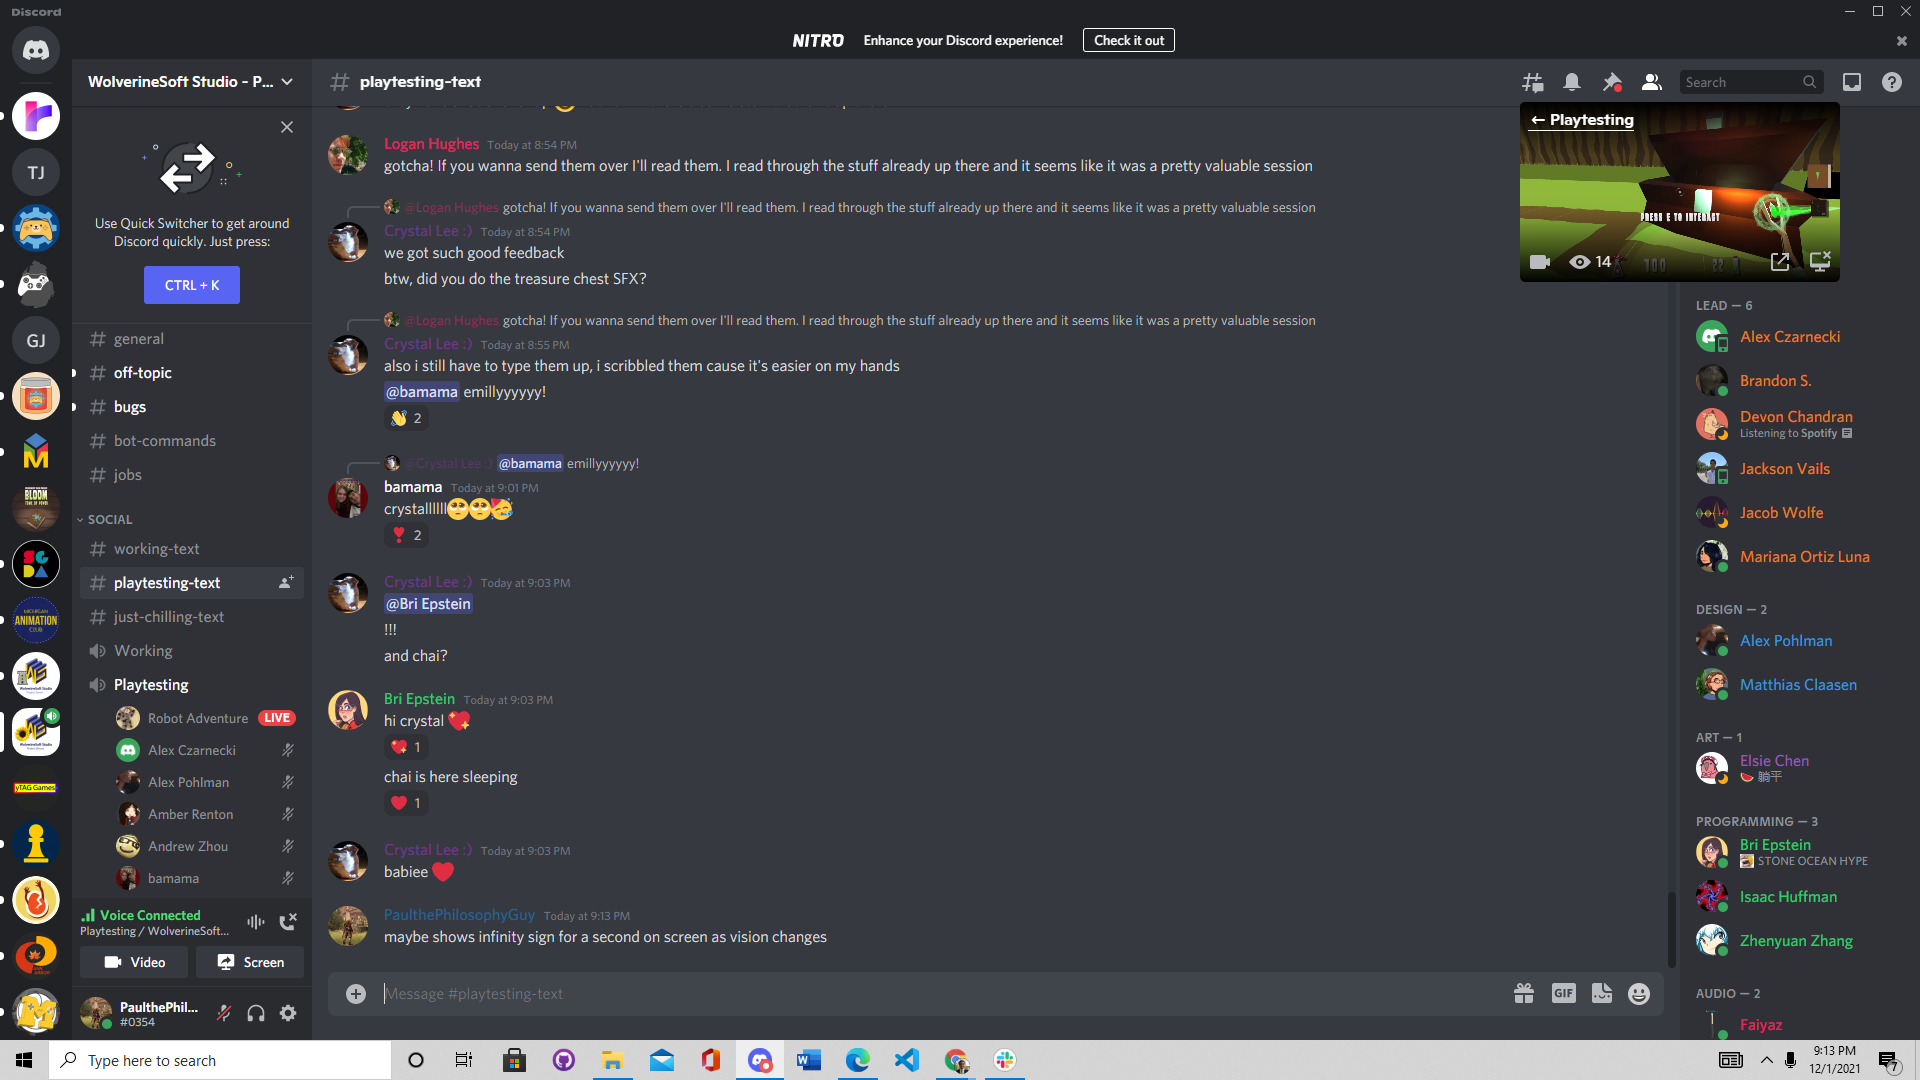 Discord
NITRO Enhance your Discord experience! Check it out
WolverineSoft Studio - P...
playtesting-text
Search
Use Quick Switcher to get around
Discord quickly. Just press:
CTRL + K
TJ
GJ
BLOOM
MICHIGAN
ANIMATION
CLUB
yTAG Games
general
off-topic
bugs
bot-commands
jobs
SOCIAL
working-text
playtesting-text
just-chilling-text
Working
Playtesting
Robot Adventure LIVE
Alex Czarnecki
Alex Pohlman
Amber Renton
Andrew Zhou
bamama
Voice Connected
Playtesting / WolverineSoft...
Video Screen
PaulthePhil...
#0354
Logan Hughes Today at 8:54 PM
gotcha! If you wanna send them over I'll read them. I read through the stuff already up there and it seems like it was a pretty valuable session
@Logan Hughes gotcha! If you wanna send them over I'll read them. I read through the stuff already up there and it seems like it was a pretty valuable session
Crystal Lee :) Today at 8:54 PM
we got such good feedback
btw, did you do the treasure chest SFX?
@Logan Hughes gotcha! If you wanna send them over I'll read them. I read through the stuff already up there and it seems like it was a pretty valuable session
Crystal Lee :) Today at 8:55 PM
also i still have to type them up, i scribbled them cause it's easier on my hands
@bamama emillyyyyyy!
👋 2
@Crystal Lee :) @bamama emillyyyyyy!
bamama Today at 9:01 PM
crystallllll🥺🥺🥳
❣ 2
Crystal Lee :) Today at 9:03 PM
@Bri Epstein
!!!
and chai?
Bri Epstein Today at 9:03 PM
hi crystal 💖
💖 1
chai is here sleeping
❤ 1
Crystal Lee :) Today at 9:03 PM
babiee ❤
PaulthePhilosophyGuy Today at 9:13 PM
maybe shows infinity sign for a second on screen as vision changes
Message #playtesting-text
GIF
← Playtesting
PRESS E TO INTERACT
14
100
22
LEAD — 6
Alex Czarnecki
Brandon S.
Devon Chandran
Listening to Spotify
Jackson Vails
Jacob Wolfe
Mariana Ortiz Luna
DESIGN — 2
Alex Pohlman
Matthias Claasen
ART — 1
Elsie Chen
🍉 躺平
PROGRAMMING — 3
Bri Epstein
STONE OCEAN HYPE
Isaac Huffman
Zhenyuan Zhang
AUDIO — 2
Faiyaz
Type here to search
9:13 PM
12/1/2021
7